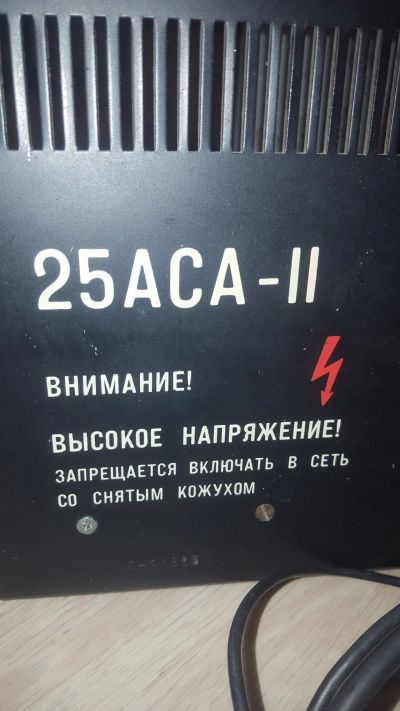 25АСА-II
ВНИМАНИЕ!
ВЫСОКОЕ НАПРЯЖЕНИЕ!
ЗАПРЕЩАЕТСЯ ВКЛЮЧАТЬ В СЕТЬ
СО СНЯТЫМ КОЖУХОМ